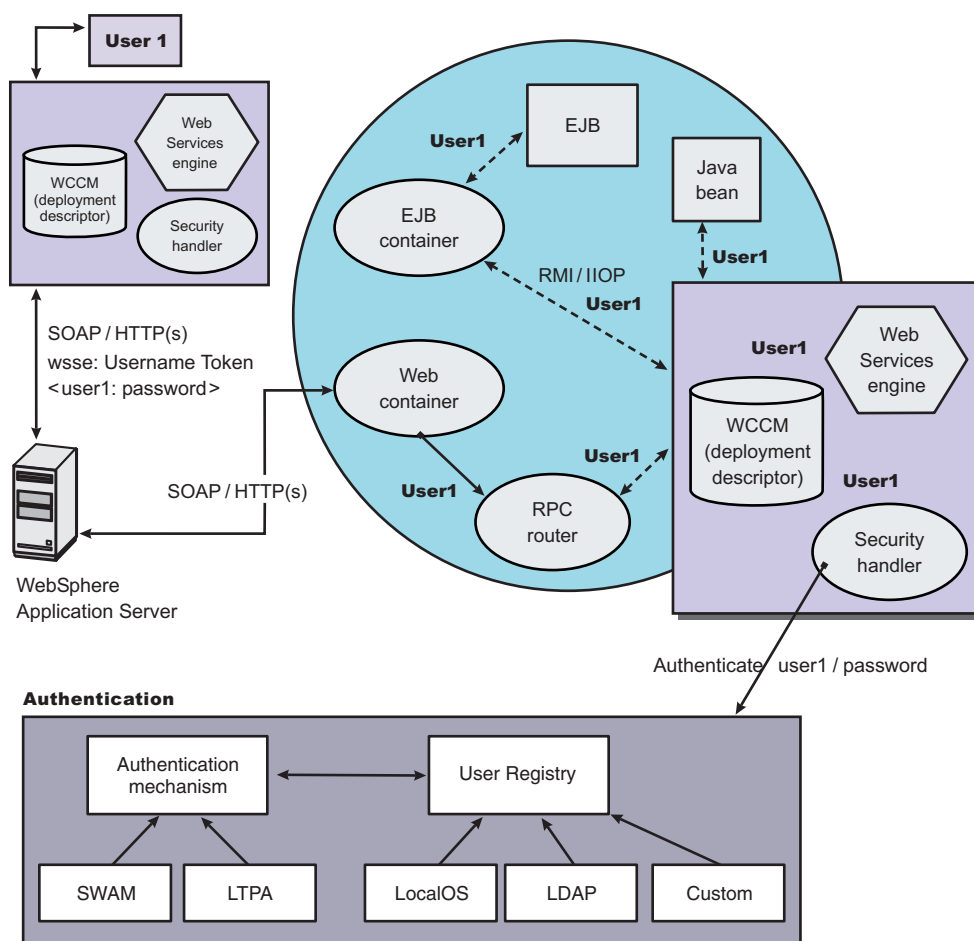 User 1
Web
Services
engine
WCCM
(deployment
descriptor)
Security
handler
SOAP / HTTP(s)
wsse: Username Token
<user1: password>
WebSphere
Application Server
SOAP / HTTP(s)
User1
EJB
EJB
container
Java
bean
User1
RMI / IIOP
User1
Web
container
User1
User1
RPC
router
User1
Web
Services
engine
WCCM
(deployment
descriptor)
User1
Security
handler
Authenticate user1 / password
Authentication
Authentication
mechanism
User Registry
SWAM
LTPA
LocalOS
LDAP
Custom